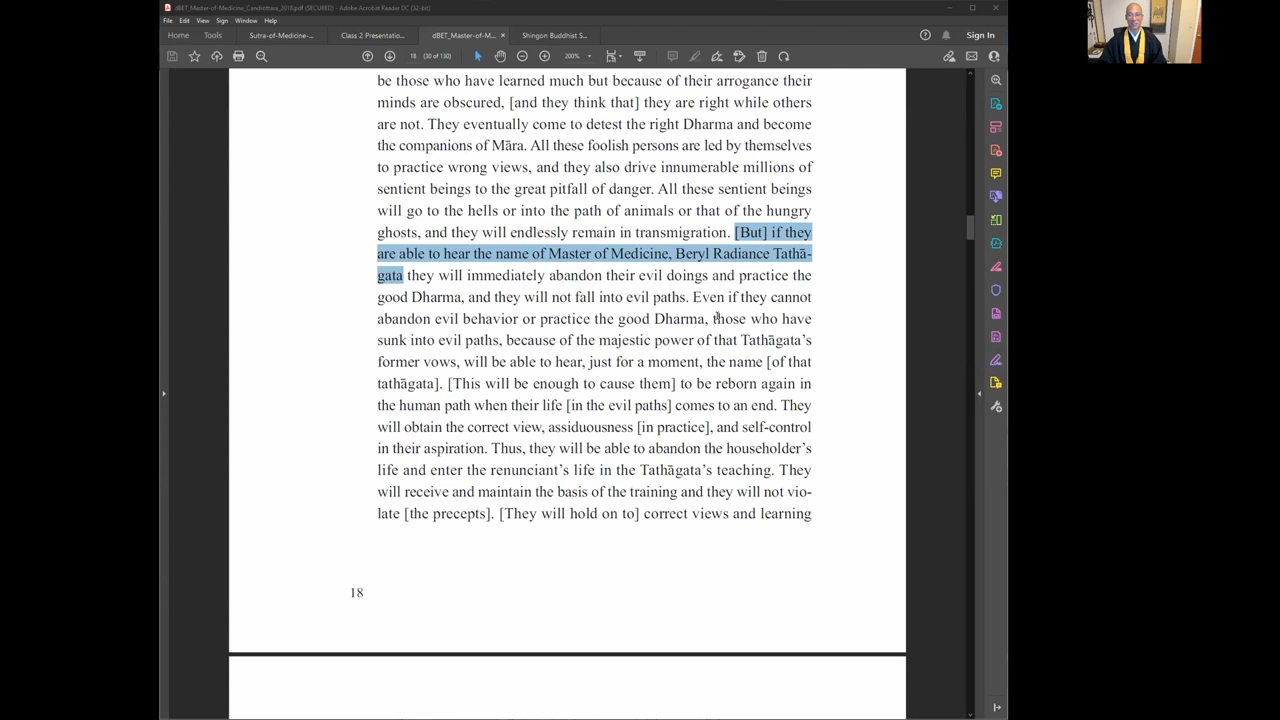 dBET_Master-of-Medicine_Candrottara_2018.pdf (SECURED) - Adobe Acrobat Reader DC (32-bit)
File Edit View Sign Window Help
Home Tools Sutra-of-Medicine-... Class 2 Presentatio... dBET_Master-of-M... × Shingon Buddhist S... Sign In
18 (30 of 130) 200%
be those who have learned much but because of their arrogance their
minds are obscured, [and they think that] they are right while others
are not. They eventually come to detest the right Dharma and become
the companions of Māra. All these foolish persons are led by themselves
to practice wrong views, and they also drive innumerable millions of
sentient beings to the great pitfall of danger. All these sentient beings
will go to the hells or into the path of animals or that of the hungry
ghosts, and they will endlessly remain in transmigration. [But] if they
are able to hear the name of Master of Medicine, Beryl Radiance Tathā-
gata they will immediately abandon their evil doings and practice the
good Dharma, and they will not fall into evil paths. Even if they cannot
abandon evil behavior or practice the good Dharma, those who have
sunk into evil paths, because of the majestic power of that Tathāgata's
former vows, will be able to hear, just for a moment, the name [of that
tathāgata]. [This will be enough to cause them] to be reborn again in
the human path when their life [in the evil paths] comes to an end. They
will obtain the correct view, assiduousness [in practice], and self-control
in their aspiration. Thus, they will be able to abandon the householder's
life and enter the renunciant's life in the Tathāgata's teaching. They
will receive and maintain the basis of the training and they will not vio-
late [the precepts]. [They will hold on to] correct views and learning
18